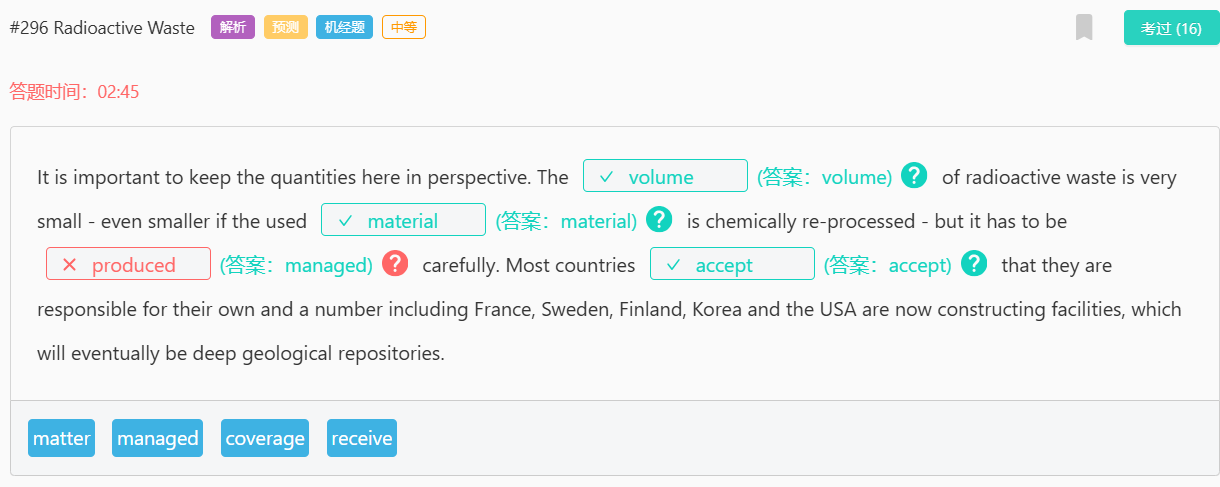 #296 Radioactive Waste 解析 预测 机经题 中等 考过 (16)
答题时间：02:45
It is important to keep the quantities here in perspective. The ✓ volume (答案：volume) ? of radioactive waste is very
small - even smaller if the used ✓ material (答案：material) ? is chemically re-processed - but it has to be
✕ produced (答案：managed) ? carefully. Most countries ✓ accept (答案：accept) ? that they are
responsible for their own and a number including France, Sweden, Finland, Korea and the USA are now constructing facilities, which
will eventually be deep geological repositories.
matter managed coverage receive